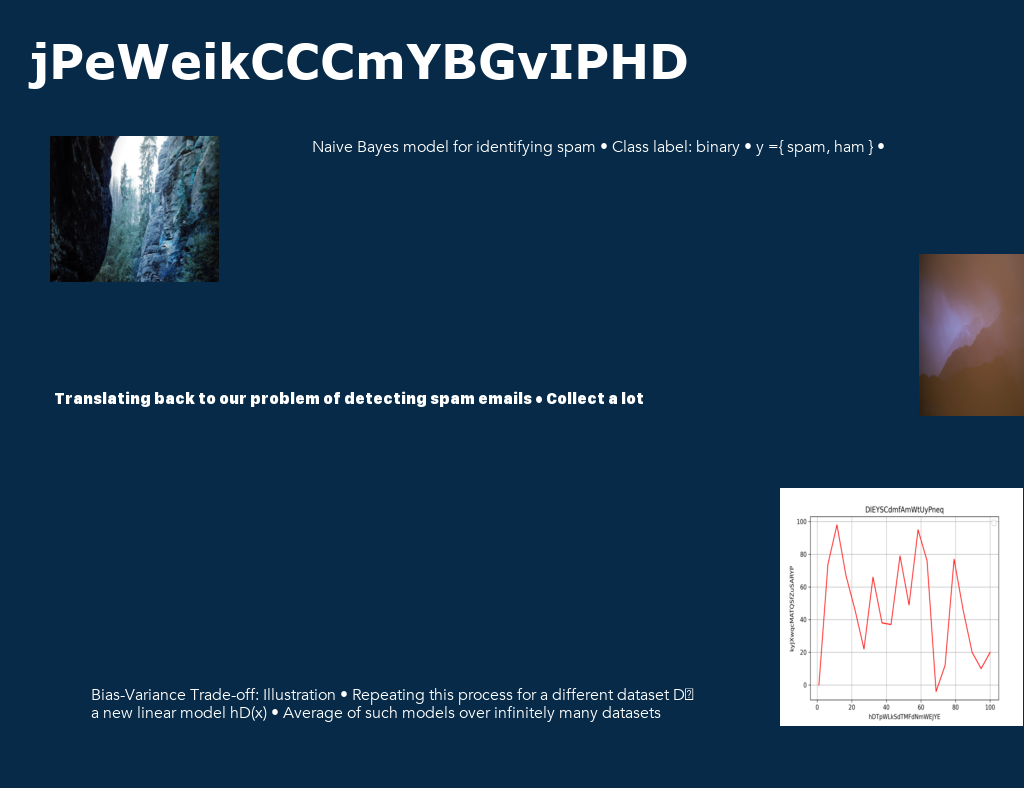 jPeWeikCCCmYBGvIPHD
Naive Bayes model for identifying spam • Class label: binary • y ={ spam, ham } •
Translating back to our problem of detecting spam emails • Collect a lot
DIEYSCdmfAmWtUyPneq
100
80
60
40
20
0
0 20 40 60 80 100
hDTpWLkSdTMFdNmWEJYE
Bias-Variance Trade-off: Illustration • Repeating this process for a different dataset D
a new linear model hD(x) • Average of such models over infinitely many datasets